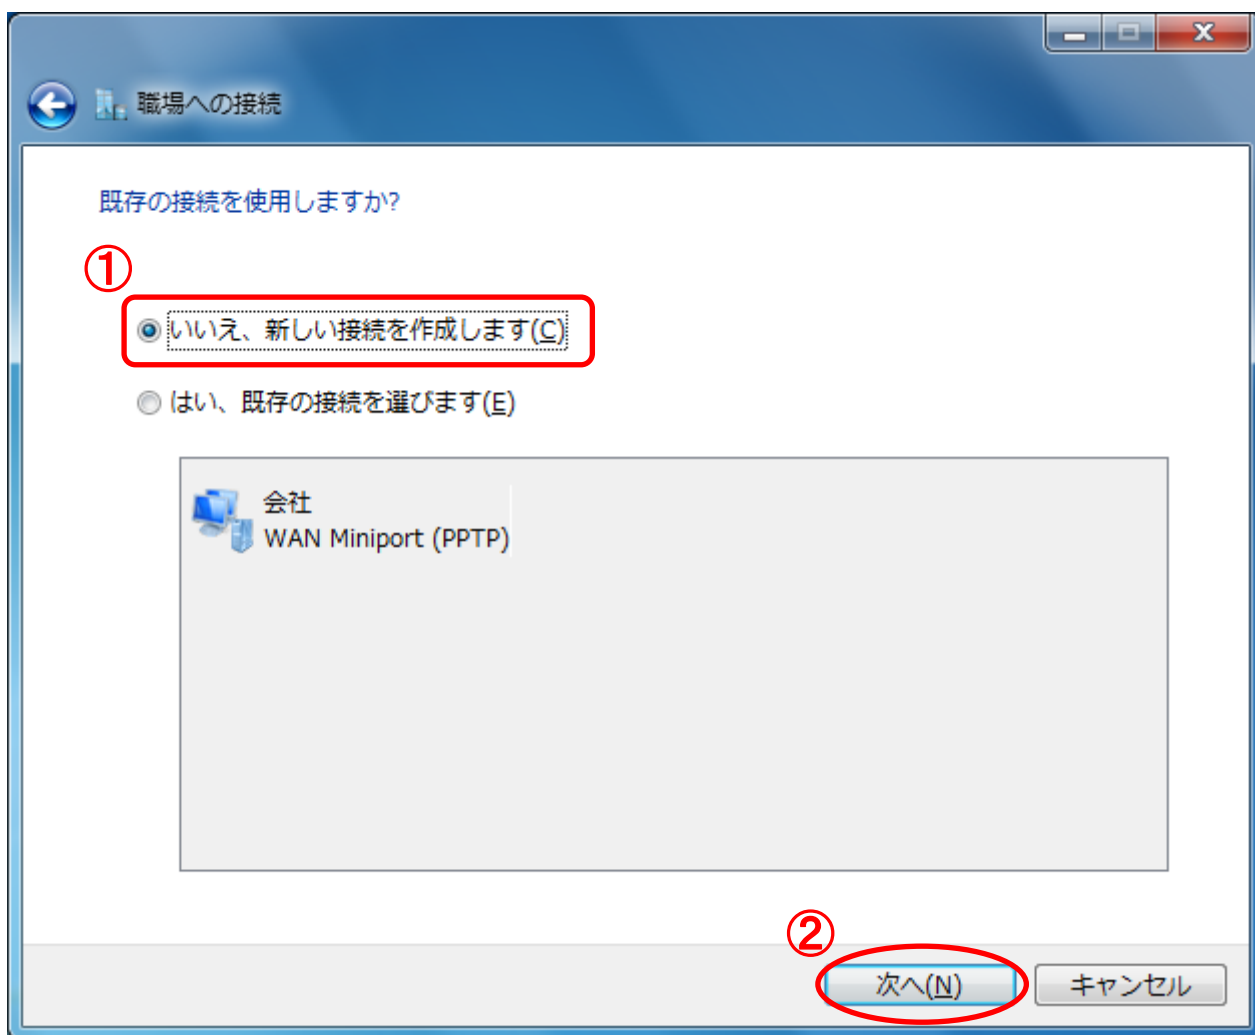 職場への接続
既存の接続を使用しますか?
①
いいえ、新しい接続を作成します(C)
はい、既存の接続を選びます(E)
会社
WAN Miniport (PPTP)
②
次へ(N)
キャンセル